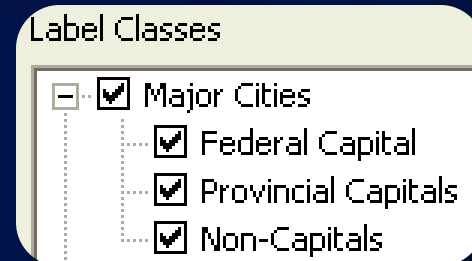 Label Classes
Major Cities
Federal Capital
Provincial Capitals
Non-Capitals